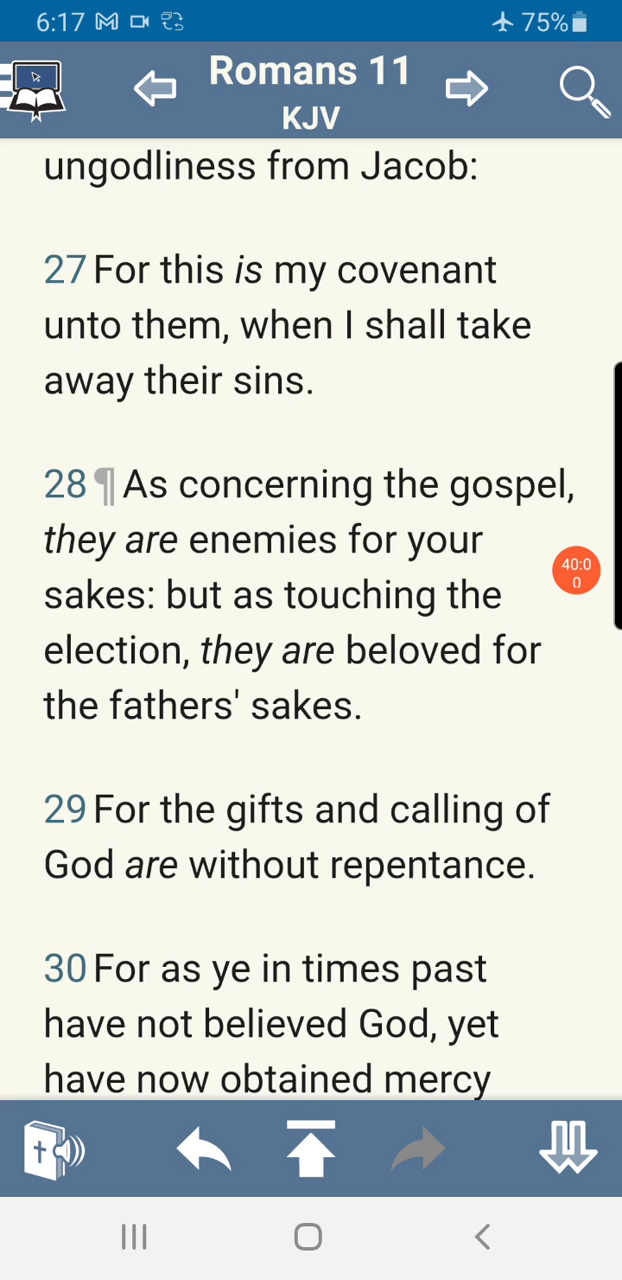 6:17
75%
Romans 11
KJV
ungodliness from Jacob:
27 For this is my covenant
unto them, when I shall take
away their sins.
28 ¶ As concerning the gospel,
they are enemies for your
sakes: but as touching the
election, they are beloved for
the fathers' sakes.
29 For the gifts and calling of
God are without repentance.
30 For as ye in times past
have not believed God, yet
have now obtained mercy
40:0
0